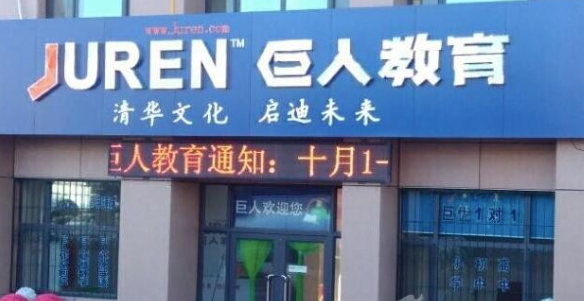 www.juren.com
JUREN™ 巨人教育
清华文化 启迪未来
巨人教育通知：十月1-
巨人欢迎您
1对1